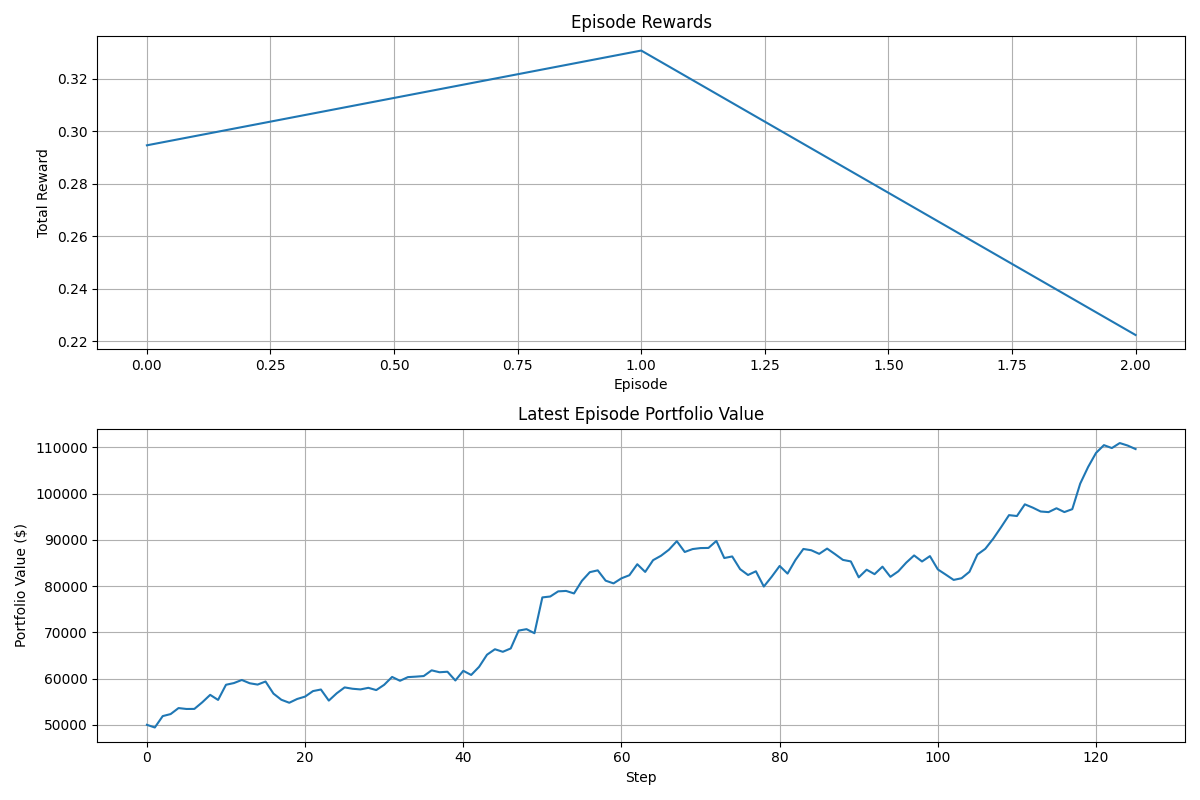 Episode Rewards
0.32
0.30
0.28
0.26
0.24
0.22
Total Reward
0.00 0.25 0.50 0.75 1.00 1.25 1.50 1.75 2.00
Episode
Latest Episode Portfolio Value
110000
100000
90000
80000
70000
60000
50000
Portfolio Value ($)
0 20 40 60 80 100 120
Step